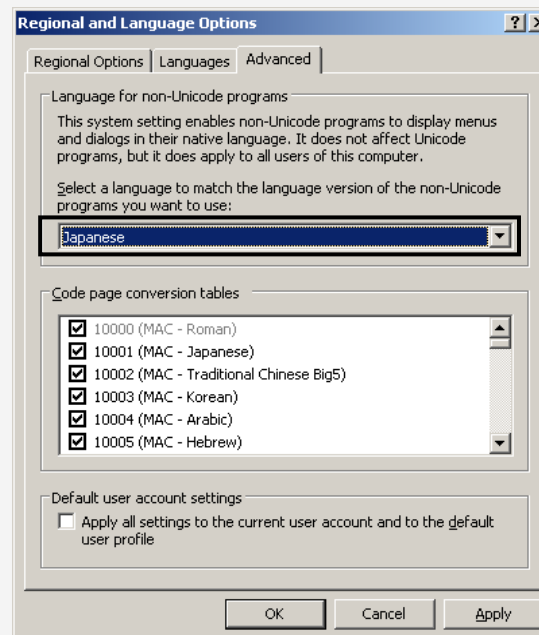 Regional and Language Options
Regional Options Languages Advanced
Language for non-Unicode programs
This system setting enables non-Unicode programs to display menus
and dialogs in their native language. It does not affect Unicode
programs, but it does apply to all users of this computer.
Select a language to match the language version of the non-Unicode
programs you want to use:
Japanese
Code page conversion tables
10000 (MAC - Roman)
10001 (MAC - Japanese)
10002 (MAC - Traditional Chinese Big5)
10003 (MAC - Korean)
10004 (MAC - Arabic)
10005 (MAC - Hebrew)
Default user account settings
Apply all settings to the current user account and to the default
user profile
OK Cancel Apply